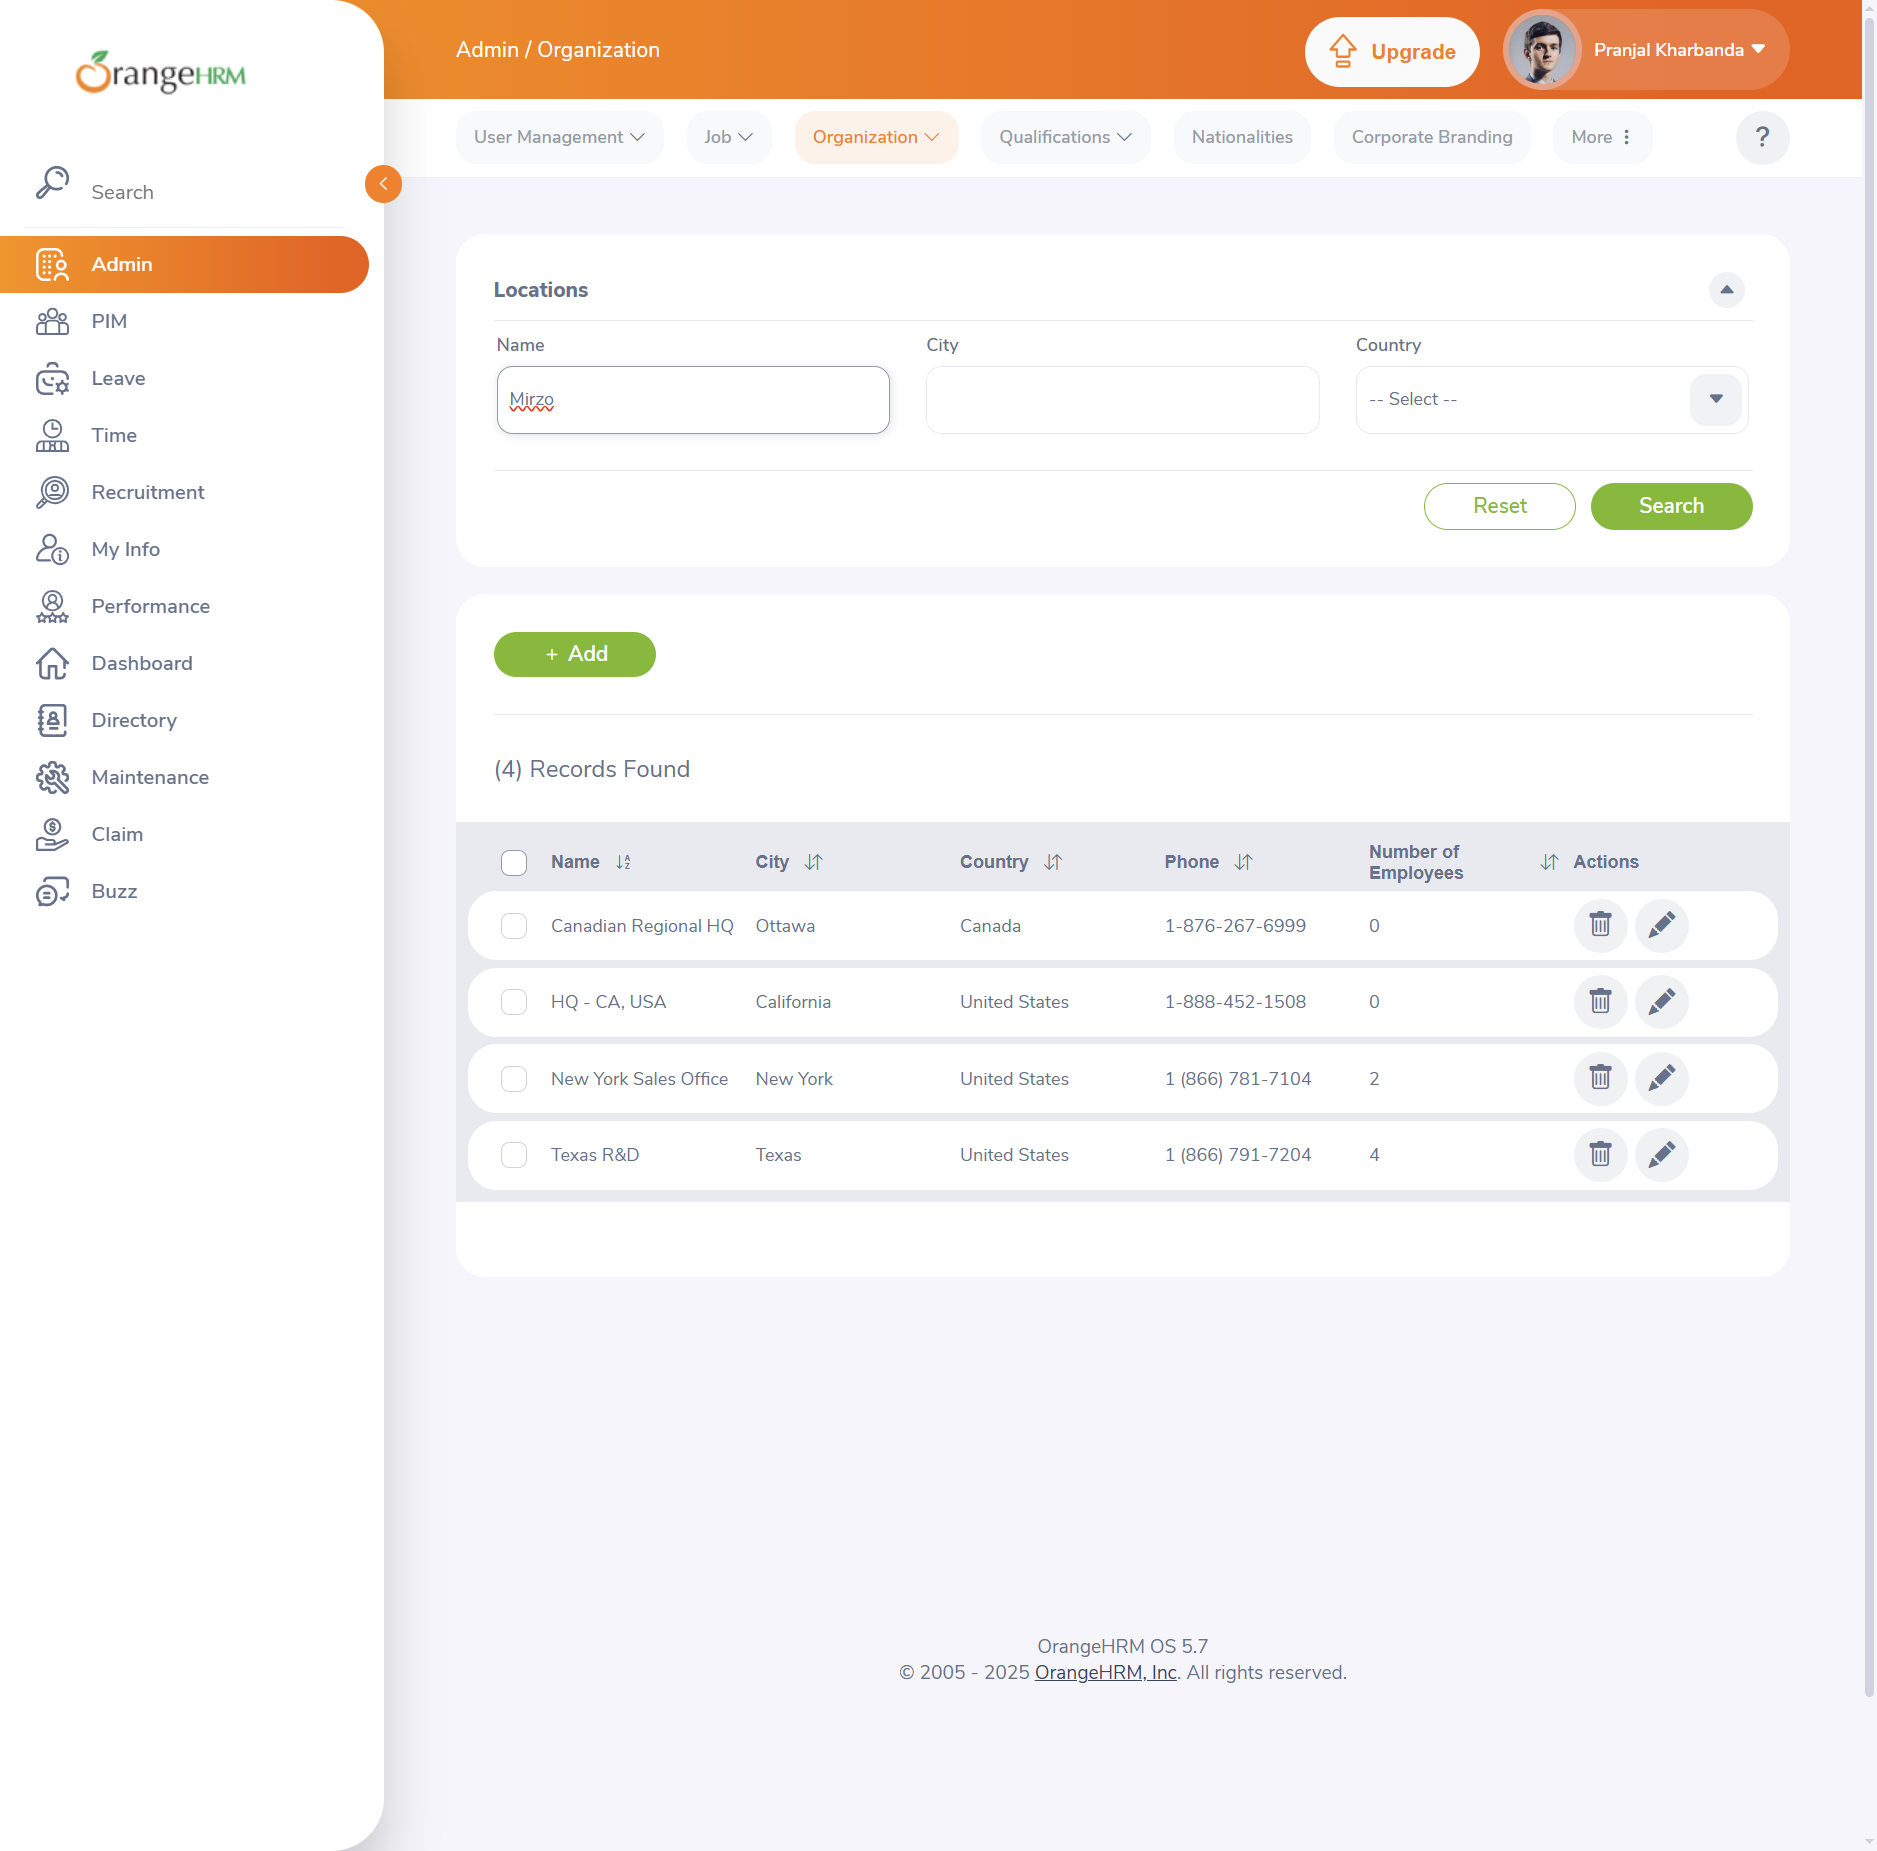 OrangeHRM
Admin / Organization
Upgrade
Pranjal Kharbanda
User Management
Job
Organization
Qualifications
Nationalities
Corporate Branding
More
?
Search
Admin
PIM
Leave
Time
Recruitment
My Info
Performance
Dashboard
Directory
Maintenance
Claim
Buzz
Locations
Name
City
Country
Mirzo
-- Select --
Reset
Search
+ Add
(4) Records Found
Name City Country Phone Number of Employees Actions
Canadian Regional HQ Ottawa Canada 1-876-267-6999 0
HQ - CA, USA California United States 1-888-452-1508 0
New York Sales Office New York United States 1 (866) 781-7104 2
Texas R&D Texas United States 1 (866) 791-7204 4
OrangeHRM OS 5.7
© 2005 - 2025 OrangeHRM, Inc. All rights reserved.